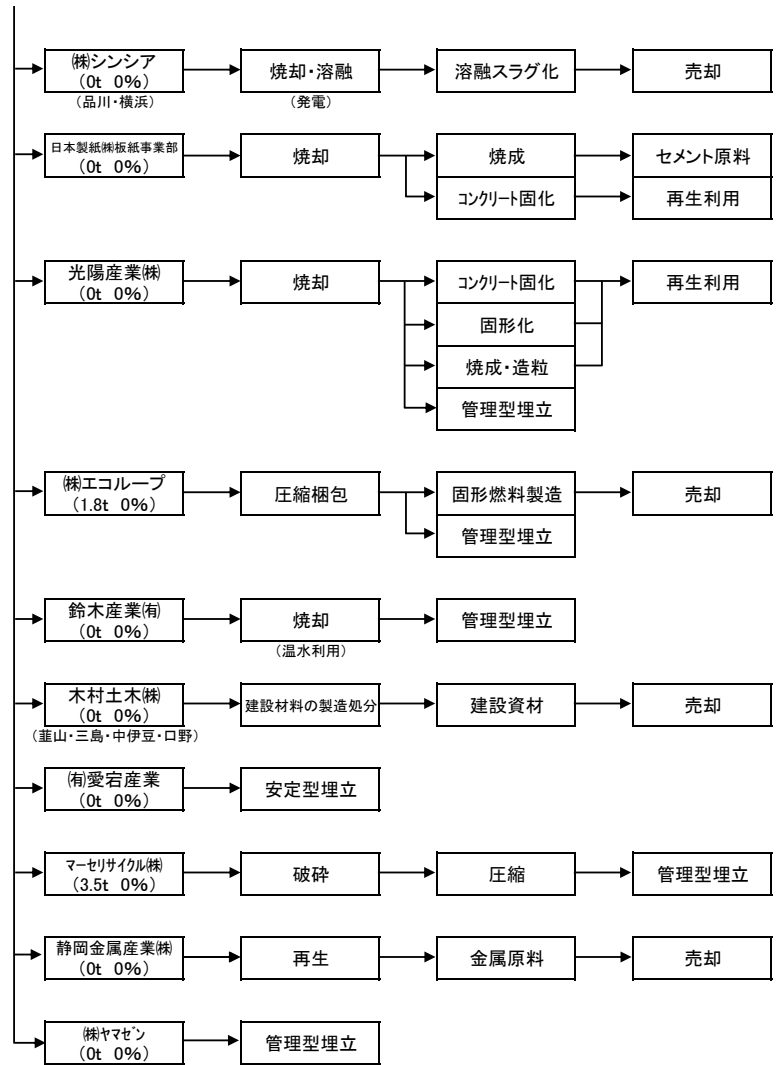 ㈱シンシア
(0t 0%)
(品川・横浜)
焼却・溶融
(発電)
溶融スラグ化
売却
日本製紙㈱板紙事業部
(0t 0%)
焼却
焼成
セメント原料
コンクリート固化
再生利用
光陽産業㈱
(0t 0%)
焼却
コンクリート固化
再生利用
固形化
焼成・造粒
管理型埋立
㈱エコループ
(1.8t 0%)
圧縮梱包
固形燃料製造
売却
管理型埋立
鈴木産業㈲
(0t 0%)
焼却
(温水利用)
管理型埋立
木村土木㈱
(0t 0%)
(韮山・三島・中伊豆・口野)
建設材料の製造処分
建設資材
売却
㈲愛宕産業
(0t 0%)
安定型埋立
マーセリサイクル㈱
(3.5t 0%)
破砕
圧縮
管理型埋立
静岡金属産業㈱
(0t 0%)
再生
金属原料
売却
㈱ヤマゼン
(0t 0%)
管理型埋立